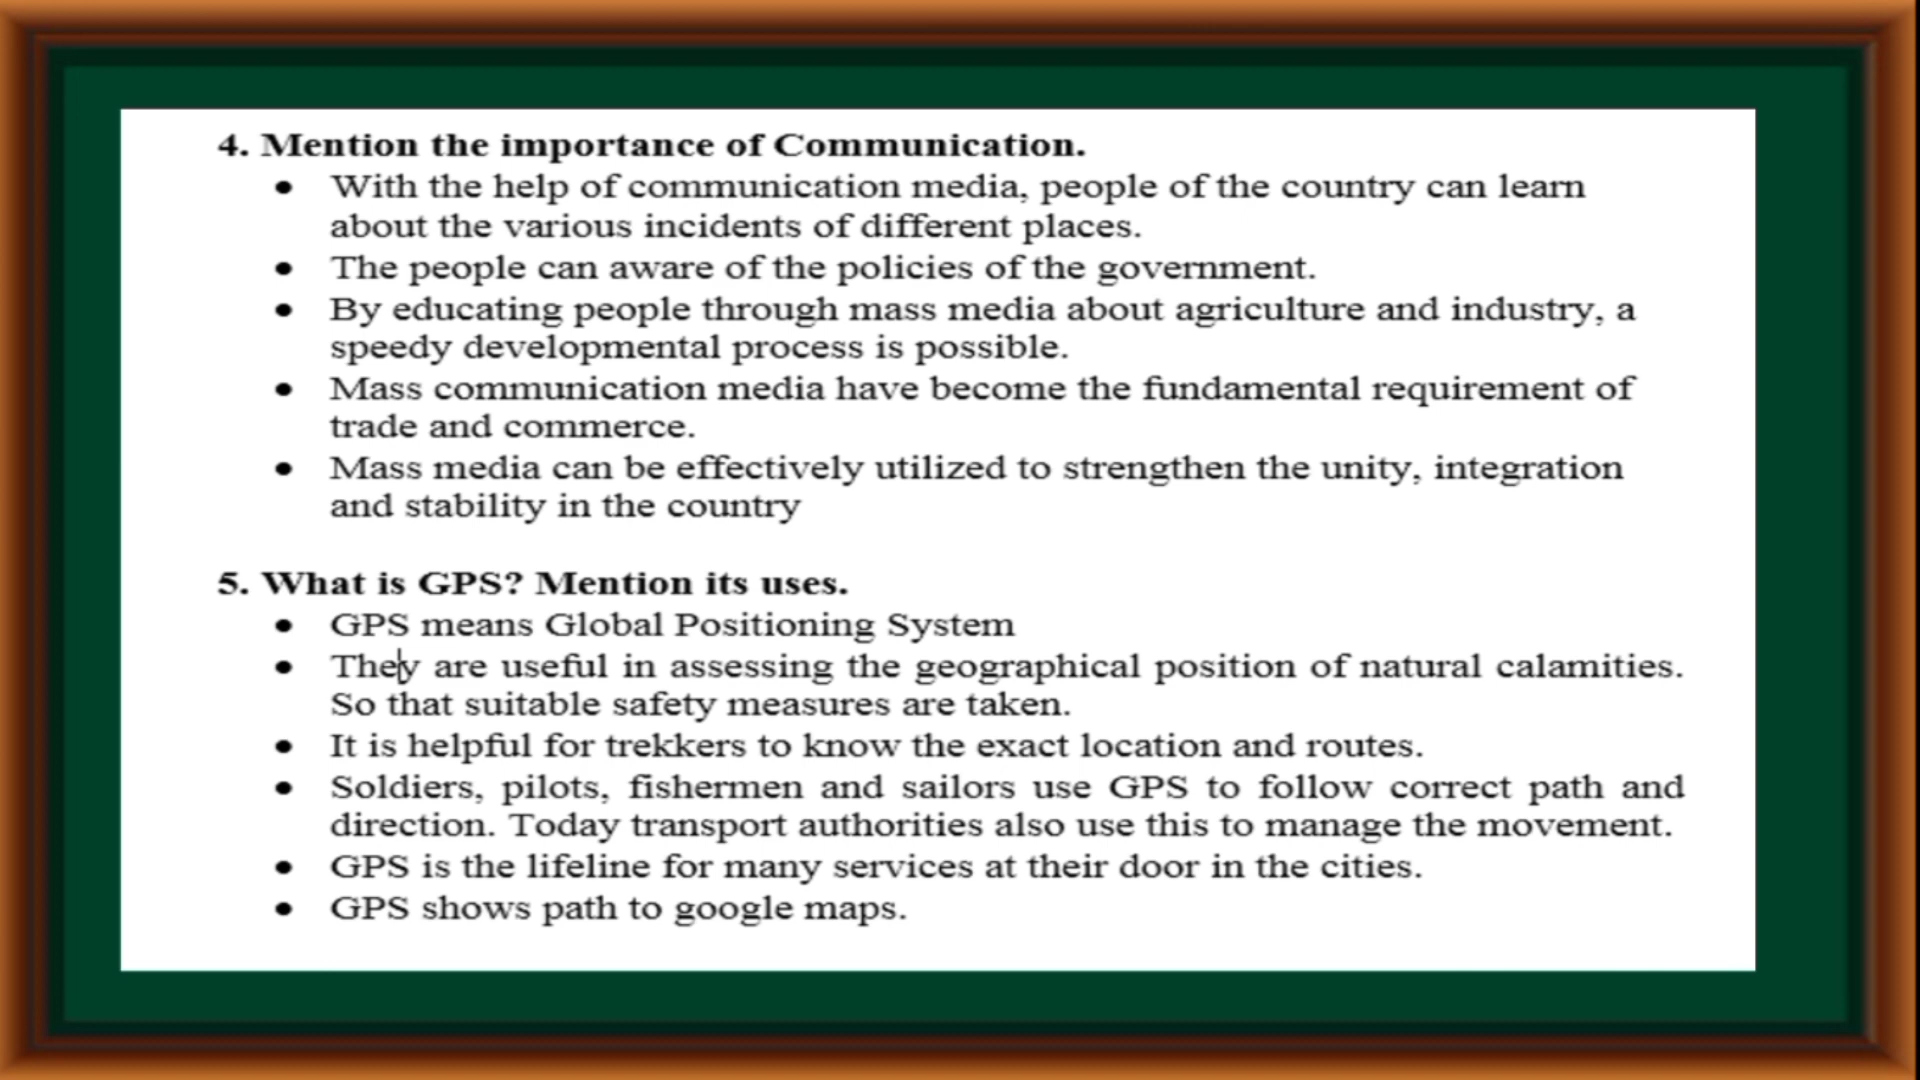 4. Mention the importance of Communication.
• With the help of communication media, people of the country can learn
about the various incidents of different places.
• The people can aware of the policies of the government.
• By educating people through mass media about agriculture and industry, a
speedy developmental process is possible.
• Mass communication media have become the fundamental requirement of
trade and commerce.
• Mass media can be effectively utilized to strengthen the unity, integration
and stability in the country
5. What is GPS? Mention its uses.
• GPS means Global Positioning System
• They are useful in assessing the geographical position of natural calamities.
So that suitable safety measures are taken.
• It is helpful for trekkers to know the exact location and routes.
• Soldiers, pilots, fishermen and sailors use GPS to follow correct path and
direction. Today transport authorities also use this to manage the movement.
• GPS is the lifeline for many services at their door in the cities.
• GPS shows path to google maps.